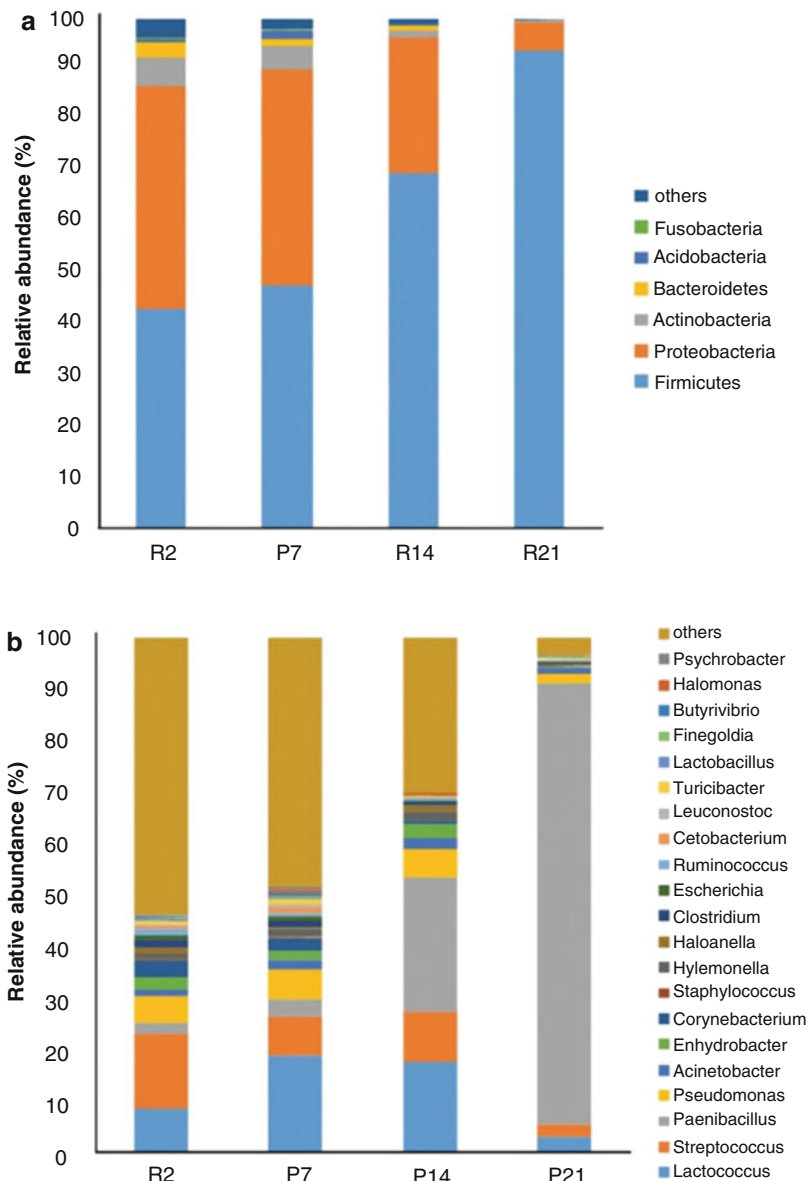 a
Relative abundance (%)
100
90
80
70
60
50
40
30
20
10
0
R2 P7 R14 R21
others
Fusobacteria
Acidobacteria
Bacteroidetes
Actinobacteria
Proteobacteria
Firmicutes
b
Relative abundance (%)
100
90
80
70
60
50
40
30
20
10
0
R2 P7 P14 P21
others
Psychrobacter
Halomonas
Butyrivibrio
Finegoldia
Lactobacillus
Turicibacter
Leuconostoc
Cetobacterium
Ruminococcus
Escherichia
Clostridium
Haloanella
Hylemonella
Staphylococcus
Corynebacterium
Enhydrobacter
Acinetobacter
Pseudomonas
Paenibacillus
Streptococcus
Lactococcus